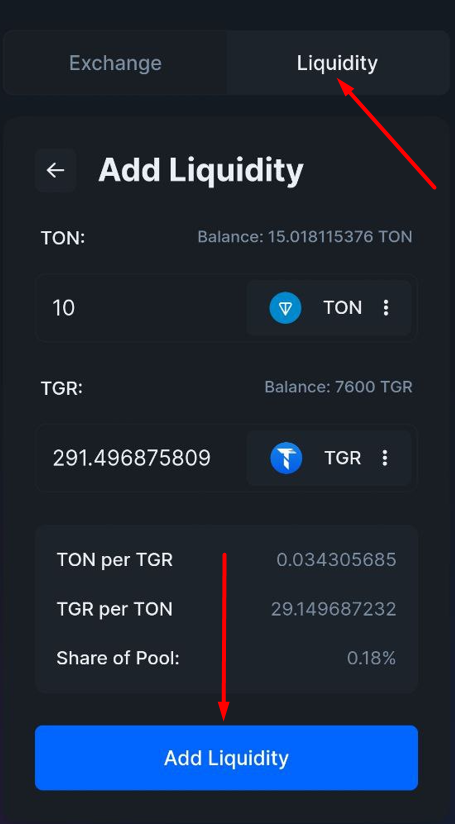 Exchange Liquidity
Add Liquidity
TON: Balance: 15.018115376 TON
10 TON
TGR: Balance: 7600 TGR
291.496875809 TGR
TON per TGR 0.034305685
TGR per TON 29.149687232
Share of Pool: 0.18%
Add Liquidity